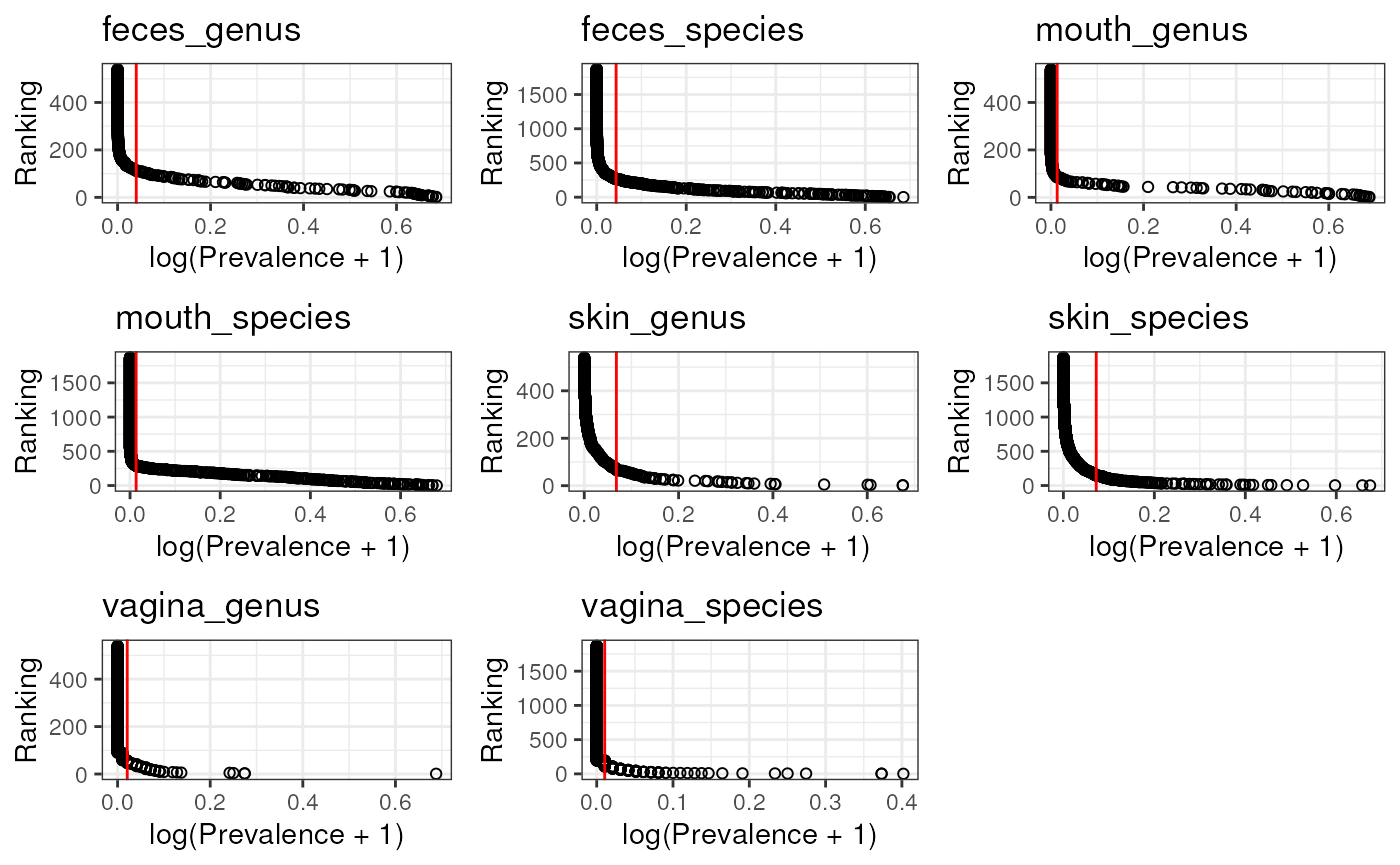 feces_genus
feces_species
mouth_genus
Ranking
400
200
0
0.0 0.2 0.4 0.6
log(Prevalence + 1)
Ranking
1500
1000
500
0
0.0 0.2 0.4 0.6
log(Prevalence + 1)
Ranking
400
200
0
0.0 0.2 0.4 0.6
log(Prevalence + 1)
mouth_species
skin_genus
skin_species
Ranking
1500
1000
500
0
0.0 0.2 0.4 0.6
log(Prevalence + 1)
Ranking
400
200
0
0.0 0.2 0.4 0.6
log(Prevalence + 1)
Ranking
1500
1000
500
0
0.0 0.2 0.4 0.6
log(Prevalence + 1)
vagina_genus
vagina_species
Ranking
400
200
0
0.0 0.2 0.4 0.6
log(Prevalence + 1)
Ranking
1500
1000
500
0
0.0 0.1 0.2 0.3 0.4
log(Prevalence + 1)